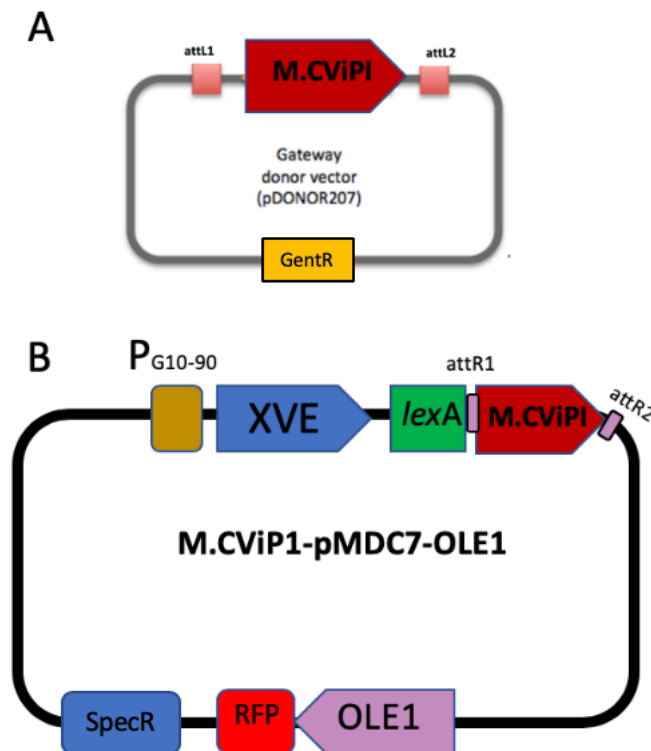 A
attL1
M.CViPI
attL2
Gateway
donor vector
(pDONOR207)
GentR
B
PG10-90
XVE
lexA
attR1
M.CViPI
attR2
M.CViP1-pMDC7-OLE1
SpecR
RFP
OLE1